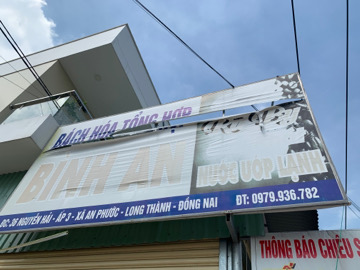 BÁCH HÓA TỔNG HỢP
BÌNH AN
NƯỚC UỐP LẠNH
ĐC: 36 NGUYỄN HẢI - ẤP 3 - XÃ AN PHƯỚC - LONG THÀNH - ĐỒNG NAI
ĐT: 0979.936.782
THÔNG BÁO CHIÊU S